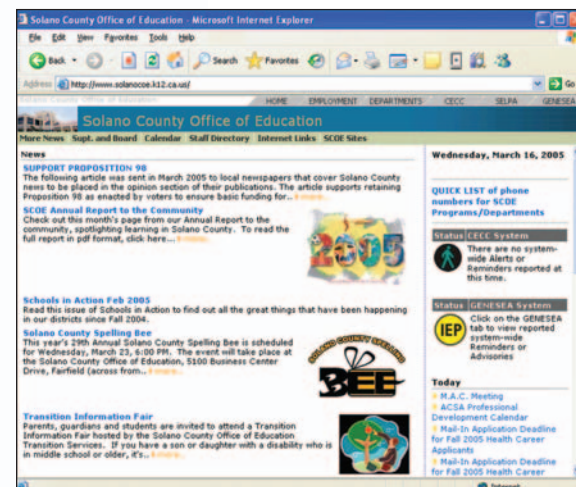 Solano County Office of Education - Microsoft Internet Explorer
File Edit View Favorites Tools Help
Back Search Favorites
Address http://www.solanocoe.k12.ca.us/ Go
Solano County Office of Education HOME EMPLOYMENT DEPARTMENTS CECC SELPA GENESEA
Solano County Office of Education
More News Supt. and Board Calendar Staff Directory Internet Links SCOE Sites
News
SUPPORT PROPOSITION 98
The following article was sent in March 2005 to local newspapers that cover Solano County
news to be placed in the opinion section of their publications. The article supports retaining
Proposition 98 as enacted by voters to ensure basic funding for.. more..
SCOE Annual Report to the Community
Check out this month's page from our Annual Report to the
community, spotlighting learning in Solano County. To read the
full report in pdf format, click here... more..
2005
Schools in Action Feb 2005
Read this issue of Schools in Action to find out all the great things that have been happening
in our districts since Fall 2004.
Solano County Spelling Bee
This year's 29th Annual Solano County Spelling Bee is scheduled
for Wednesday, March 23, 6:00 PM. The event will take place at
the Solano County Office of Education, 5100 Business Center
Drive, Fairfield (across from.. more..
SOLANO COUNTY SPELLING
BEE
Transition Information Fair
Parents, guardians and students are invited to attend a Transition
Information Fair hosted by the Solano County Office of Education
Transition Services. If you have a son or daughter with a disability who is
in middle school or older, it's.. more..
Wednesday, March 16, 2005
QUICK LIST of phone
numbers for SCOE
Programs/Departments
Status CECC System
There are no system-
wide Alerts or
Reminders reported at
this time.
Status GENESEA System
IEP
Click on the GENESEA
tab to view reported
system-wide
Reminders or
Advisories
Today
M.A.C. Meeting
ACSA Professional
Development Calendar
Mail-In Application Deadline
for Fall 2005 Health Career
Applicants
Mail-In Application Deadline
for Fall 2005 Health Career
Internet